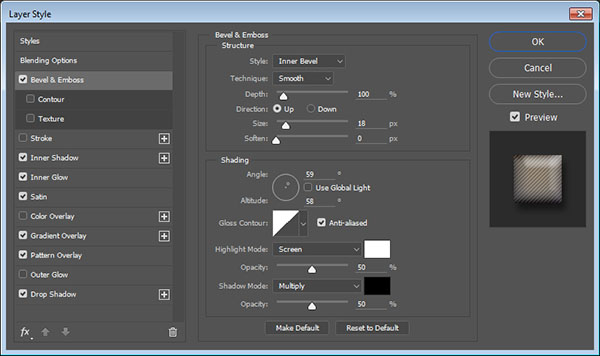 Layer Style
Styles
Blending Options
Bevel & Emboss
Contour
Texture
Stroke
Inner Shadow
Inner Glow
Satin
Color Overlay
Gradient Overlay
Pattern Overlay
Outer Glow
Drop Shadow
fx
Bevel & Emboss
Structure
Style: Inner Bevel
Technique: Smooth
Depth: 100 %
Direction: Up Down
Size: 18 px
Soften: 0 px
Shading
Angle: 59 °
Use Global Light
Altitude: 58 °
Gloss Contour: Anti-aliased
Highlight Mode: Screen
Opacity: 50 %
Shadow Mode: Multiply
Opacity: 50 %
Make Default Reset to Default
OK
Cancel
New Style...
Preview